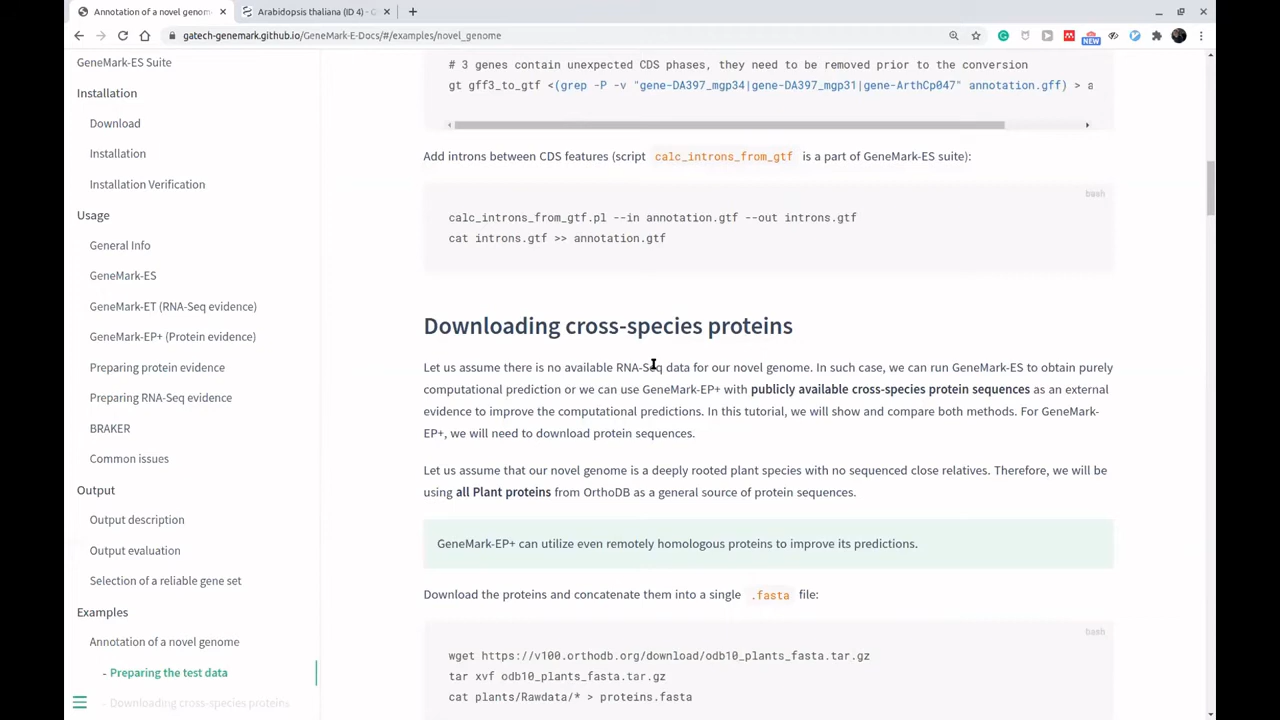 Annotation of a novel genom
Arabidopsis thaliana (ID 4) - G
gatech-genemark.github.io/GeneMark-E-Docs/#/examples/novel_genome
NEW
GeneMark-ES Suite
Installation
Download
Installation
Installation Verification
Usage
General Info
GeneMark-ES
GeneMark-ET (RNA-Seq evidence)
GeneMark-EP+ (Protein evidence)
Preparing protein evidence
Preparing RNA-Seq evidence
BRAKER
Common issues
Output
Output description
Output evaluation
Selection of a reliable gene set
Examples
Annotation of a novel genome
- Preparing the test data
- Downloading cross-species proteins
# 3 genes contain unexpected CDS phases, they need to be removed prior to the conversion
gt gff3_to_gtf <(grep -P -v "gene-DA397_mgp34|gene-DA397_mgp31|gene-ArthCp047" annotation.gff) > a
Add introns between CDS features (script calc_introns_from_gtf is a part of GeneMark-ES suite):
bash
calc_introns_from_gtf.pl --in annotation.gtf --out introns.gtf
cat introns.gtf >> annotation.gtf
Downloading cross-species proteins
Let us assume there is no available RNA-Seq data for our novel genome. In such case, we can run GeneMark-ES to obtain purely
computational prediction or we can use GeneMark-EP+ with publicly available cross-species protein sequences as an external
evidence to improve the computational predictions. In this tutorial, we will show and compare both methods. For GeneMark-
EP+, we will need to download protein sequences.
Let us assume that our novel genome is a deeply rooted plant species with no sequenced close relatives. Therefore, we will be
using all Plant proteins from OrthoDB as a general source of protein sequences.
GeneMark-EP+ can utilize even remotely homologous proteins to improve its predictions.
Download the proteins and concatenate them into a single .fasta file:
bash
wget https://v100.orthodb.org/download/odb10_plants_fasta.tar.gz
tar xvf odb10_plants_fasta.tar.gz
cat plants/Rawdata/* > proteins.fasta